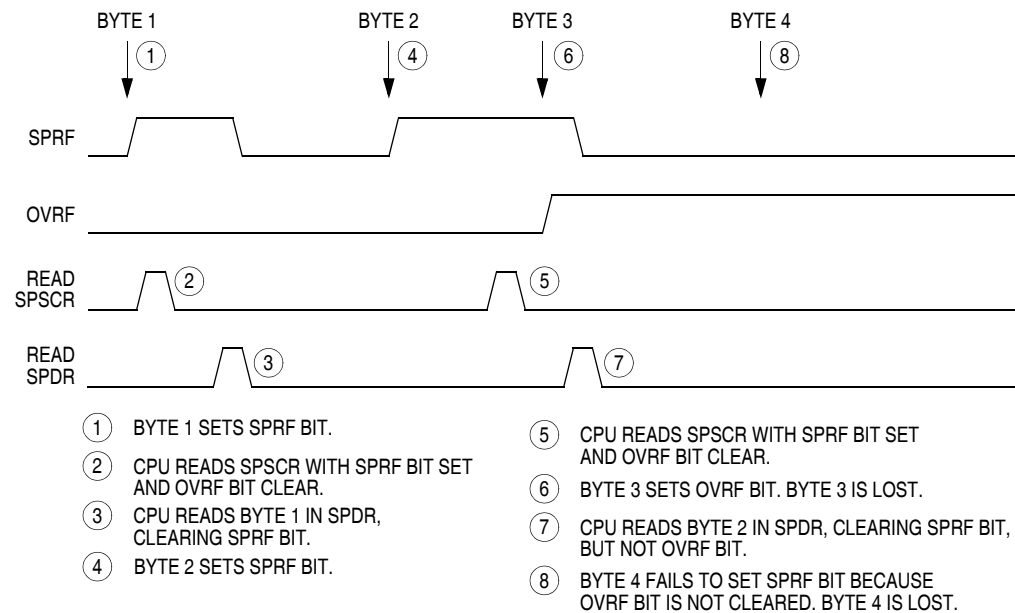 BYTE 1 BYTE 2 BYTE 3 BYTE 4
1 4 6 8
SPRF
OVRF
READ
SPSCR
2 5
READ
SPDR
3 7
1 BYTE 1 SETS SPRF BIT.
2 CPU READS SPSCR WITH SPRF BIT SET
AND OVRF BIT CLEAR.
3 CPU READS BYTE 1 IN SPDR,
CLEARING SPRF BIT.
4 BYTE 2 SETS SPRF BIT.
5 CPU READS SPSCR WITH SPRF BIT SET
AND OVRF BIT CLEAR.
6 BYTE 3 SETS OVRF BIT. BYTE 3 IS LOST.
7 CPU READS BYTE 2 IN SPDR, CLEARING SPRF BIT,
BUT NOT OVRF BIT.
8 BYTE 4 FAILS TO SET SPRF BIT BECAUSE
OVRF BIT IS NOT CLEARED. BYTE 4 IS LOST.